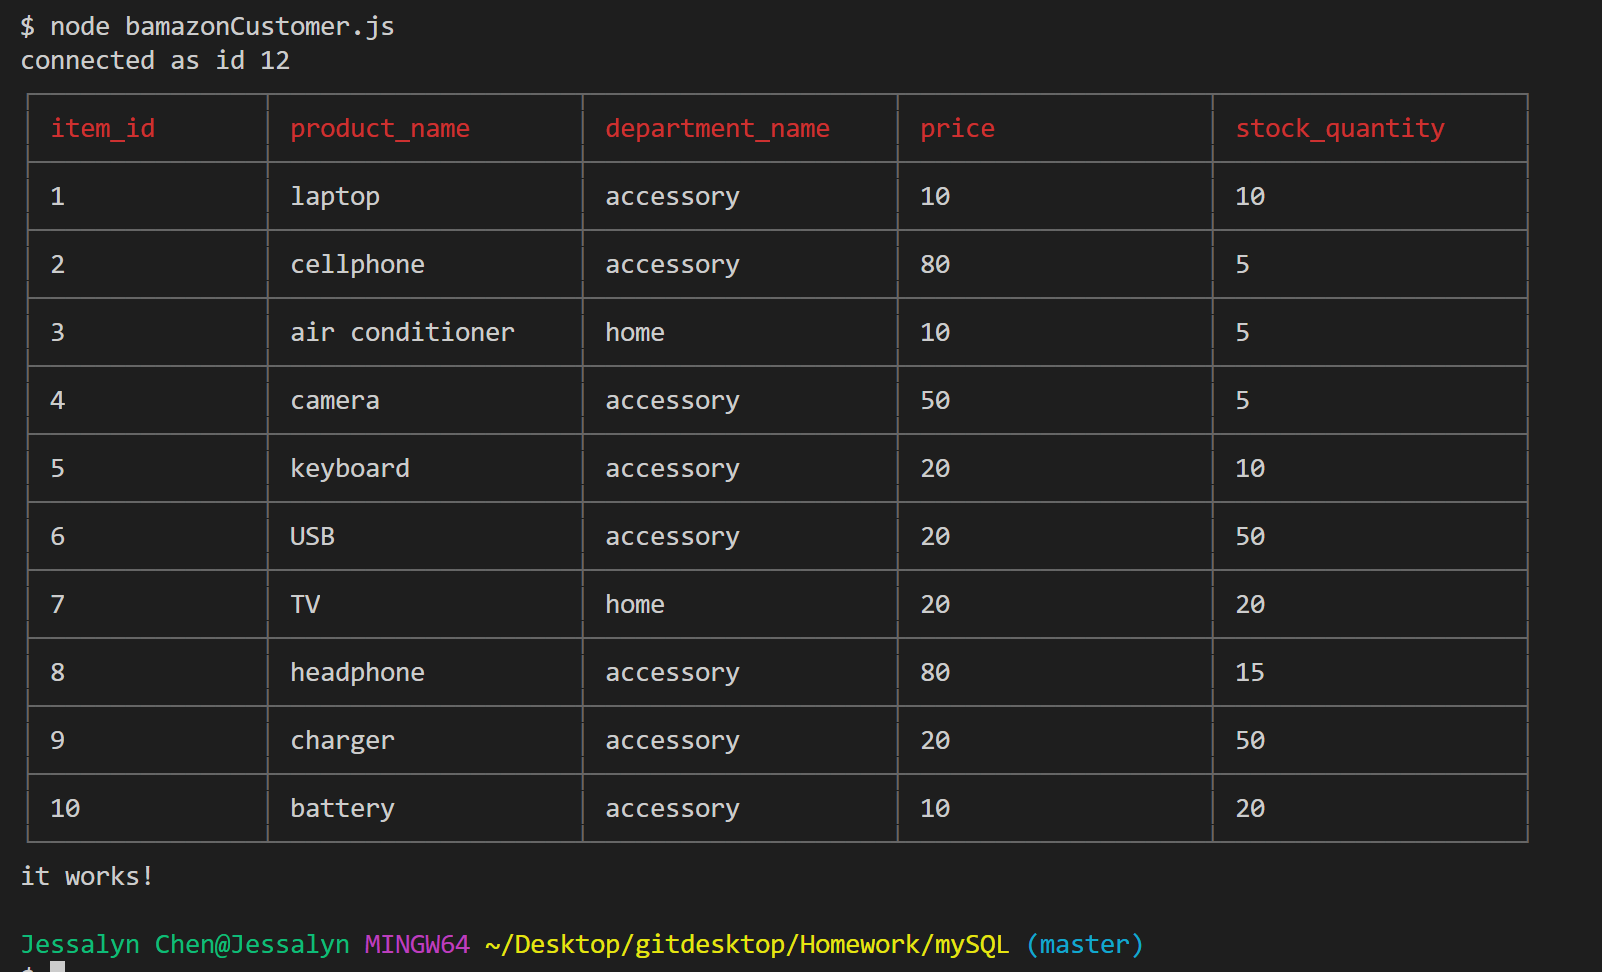 $ node bamazonCustomer.js
connected as id 12
item_id product_name department_name price stock_quantity
1 laptop accessory 10 10
2 cellphone accessory 80 5
3 air conditioner home 10 5
4 camera accessory 50 5
5 keyboard accessory 20 10
6 USB accessory 20 50
7 TV home 20 20
8 headphone accessory 80 15
9 charger accessory 20 50
10 battery accessory 10 20
it works!
Jessalyn Chen@Jessalyn MINGW64 ~/Desktop/gitdesktop/Homework/mySQL (master)
$